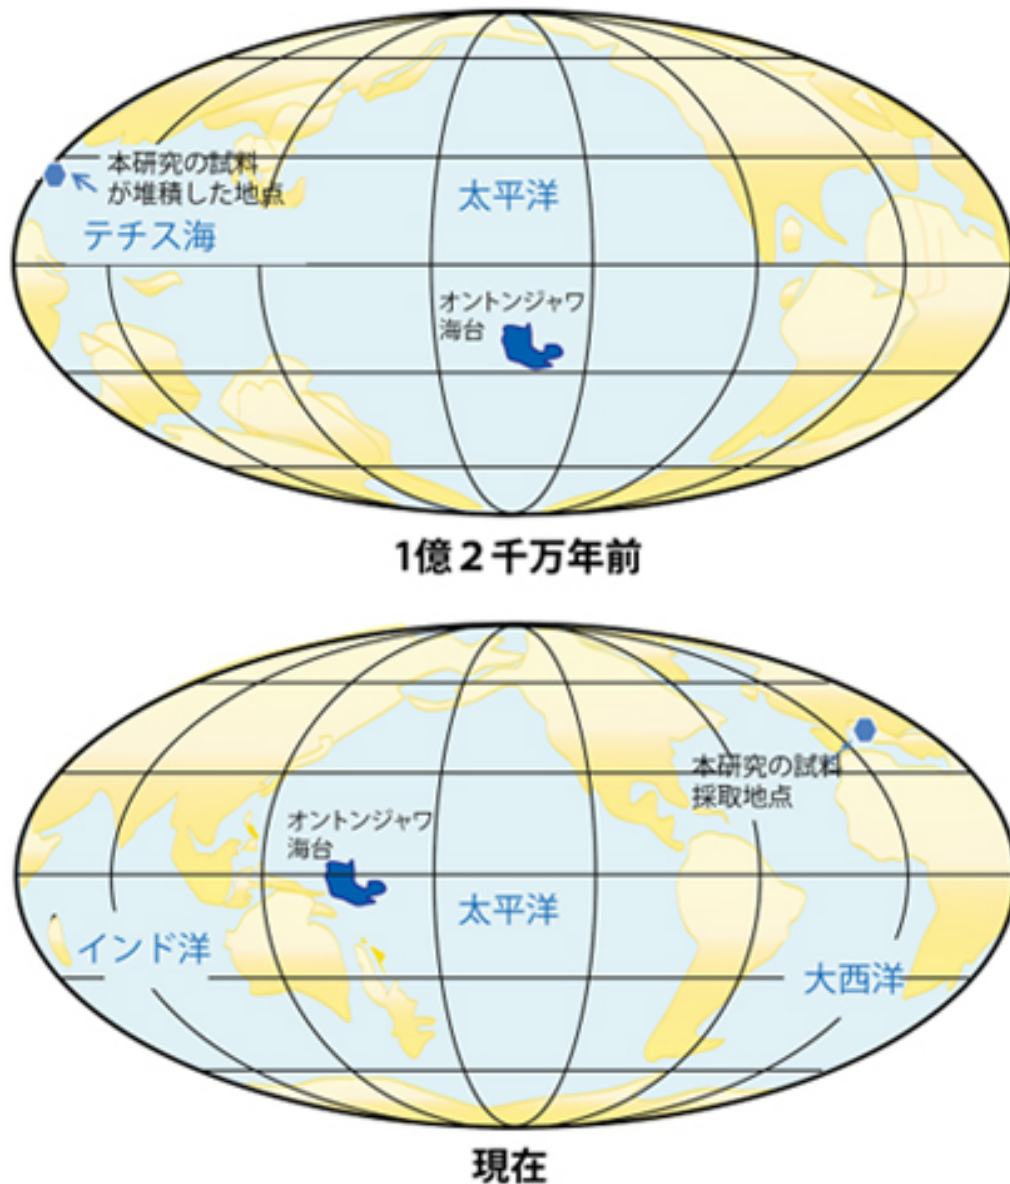 本研究の試料
が堆積した地点
太平洋
テチス海
オントンジャワ
海台
1億２千万年前
本研究の試料
採取地点
オントンジャワ
海台
太平洋
インド洋
大西洋
現在